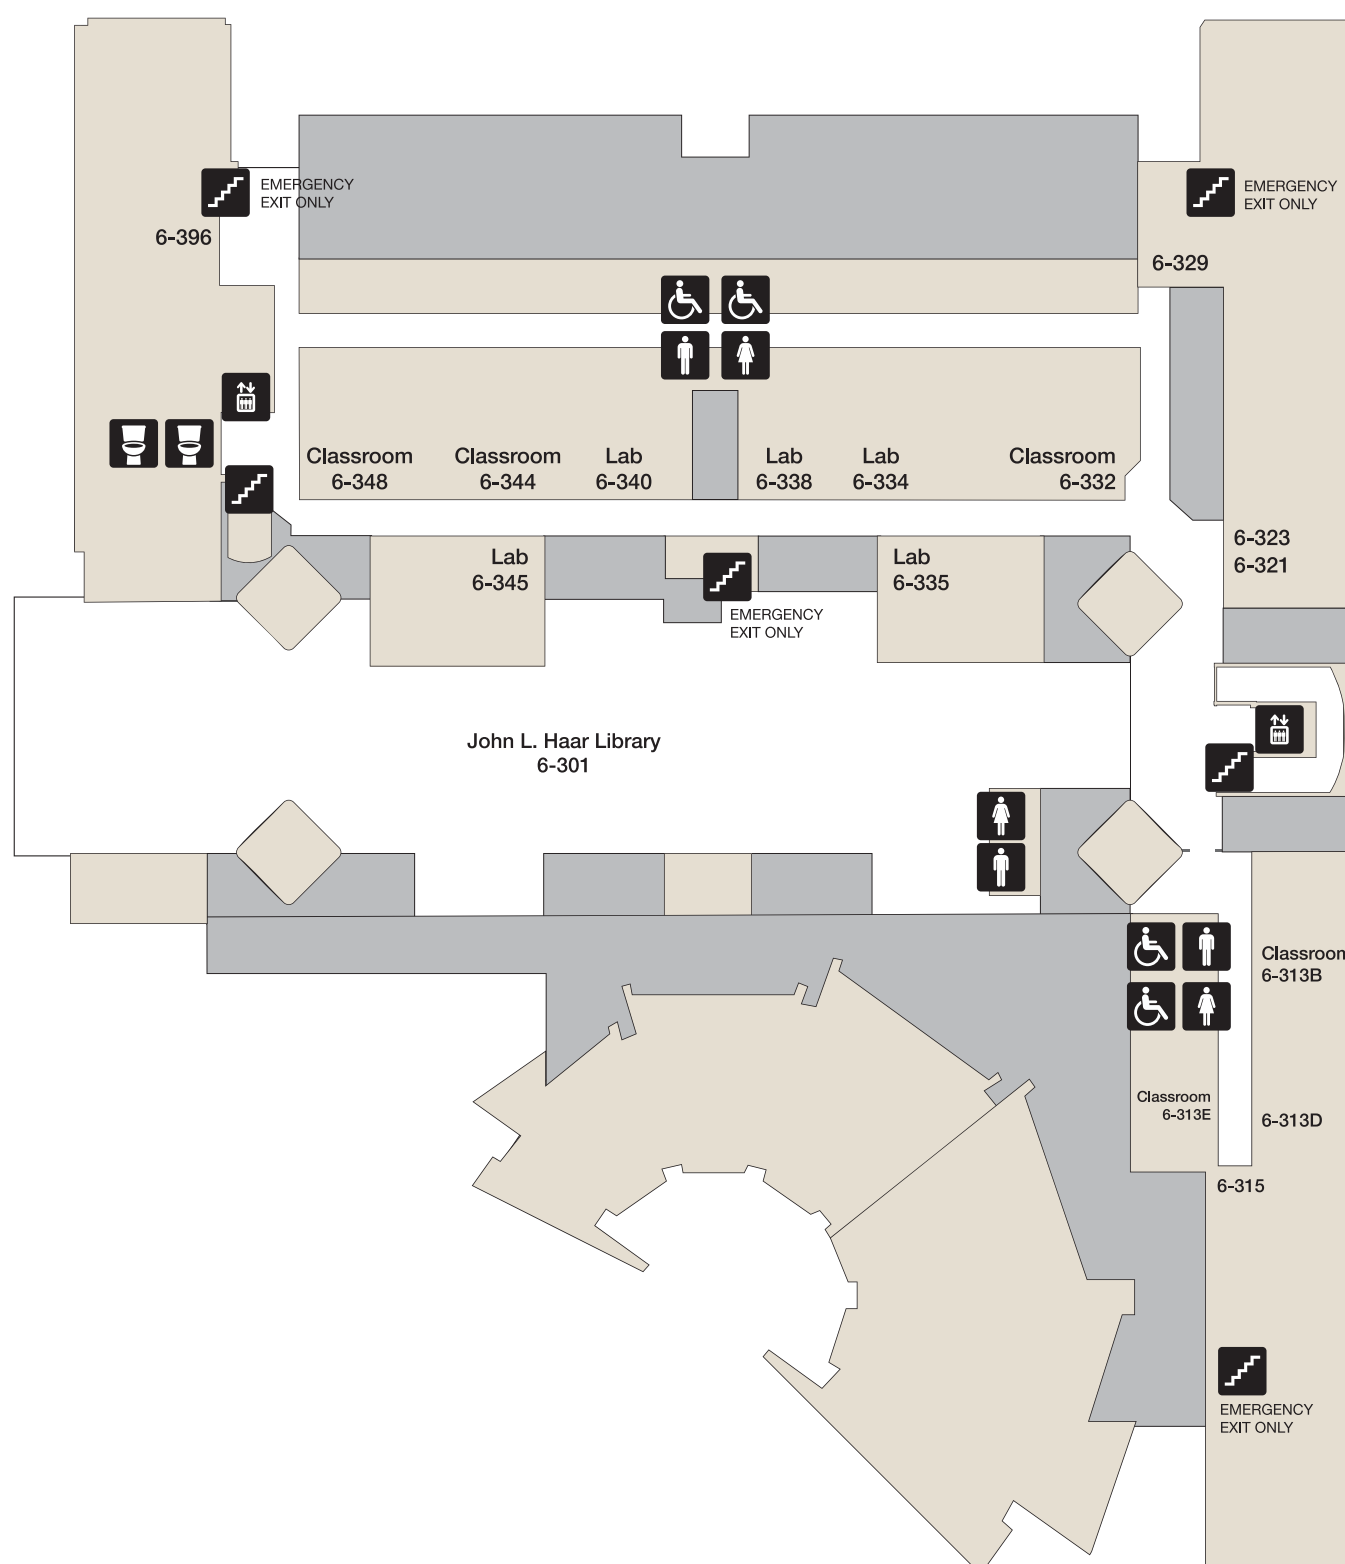 EMERGENCY
EXIT ONLY
EMERGENCY
EXIT ONLY
6-396
6-329
Classroom
6-348
Classroom
6-344
Lab
6-340
Lab
6-338
Lab
6-334
Classroom
6-332
6-323
6-321
Lab
6-345
Lab
6-335
EMERGENCY
EXIT ONLY
John L. Haar Library
6-301
Classroom
6-313B
Classroom
6-313E
6-313D
6-315
EMERGENCY
EXIT ONLY